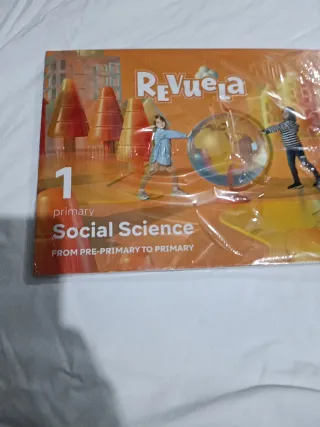 REVUELA
1
primary
Social Science
FROM PRE-PRIMARY TO PRIMARY